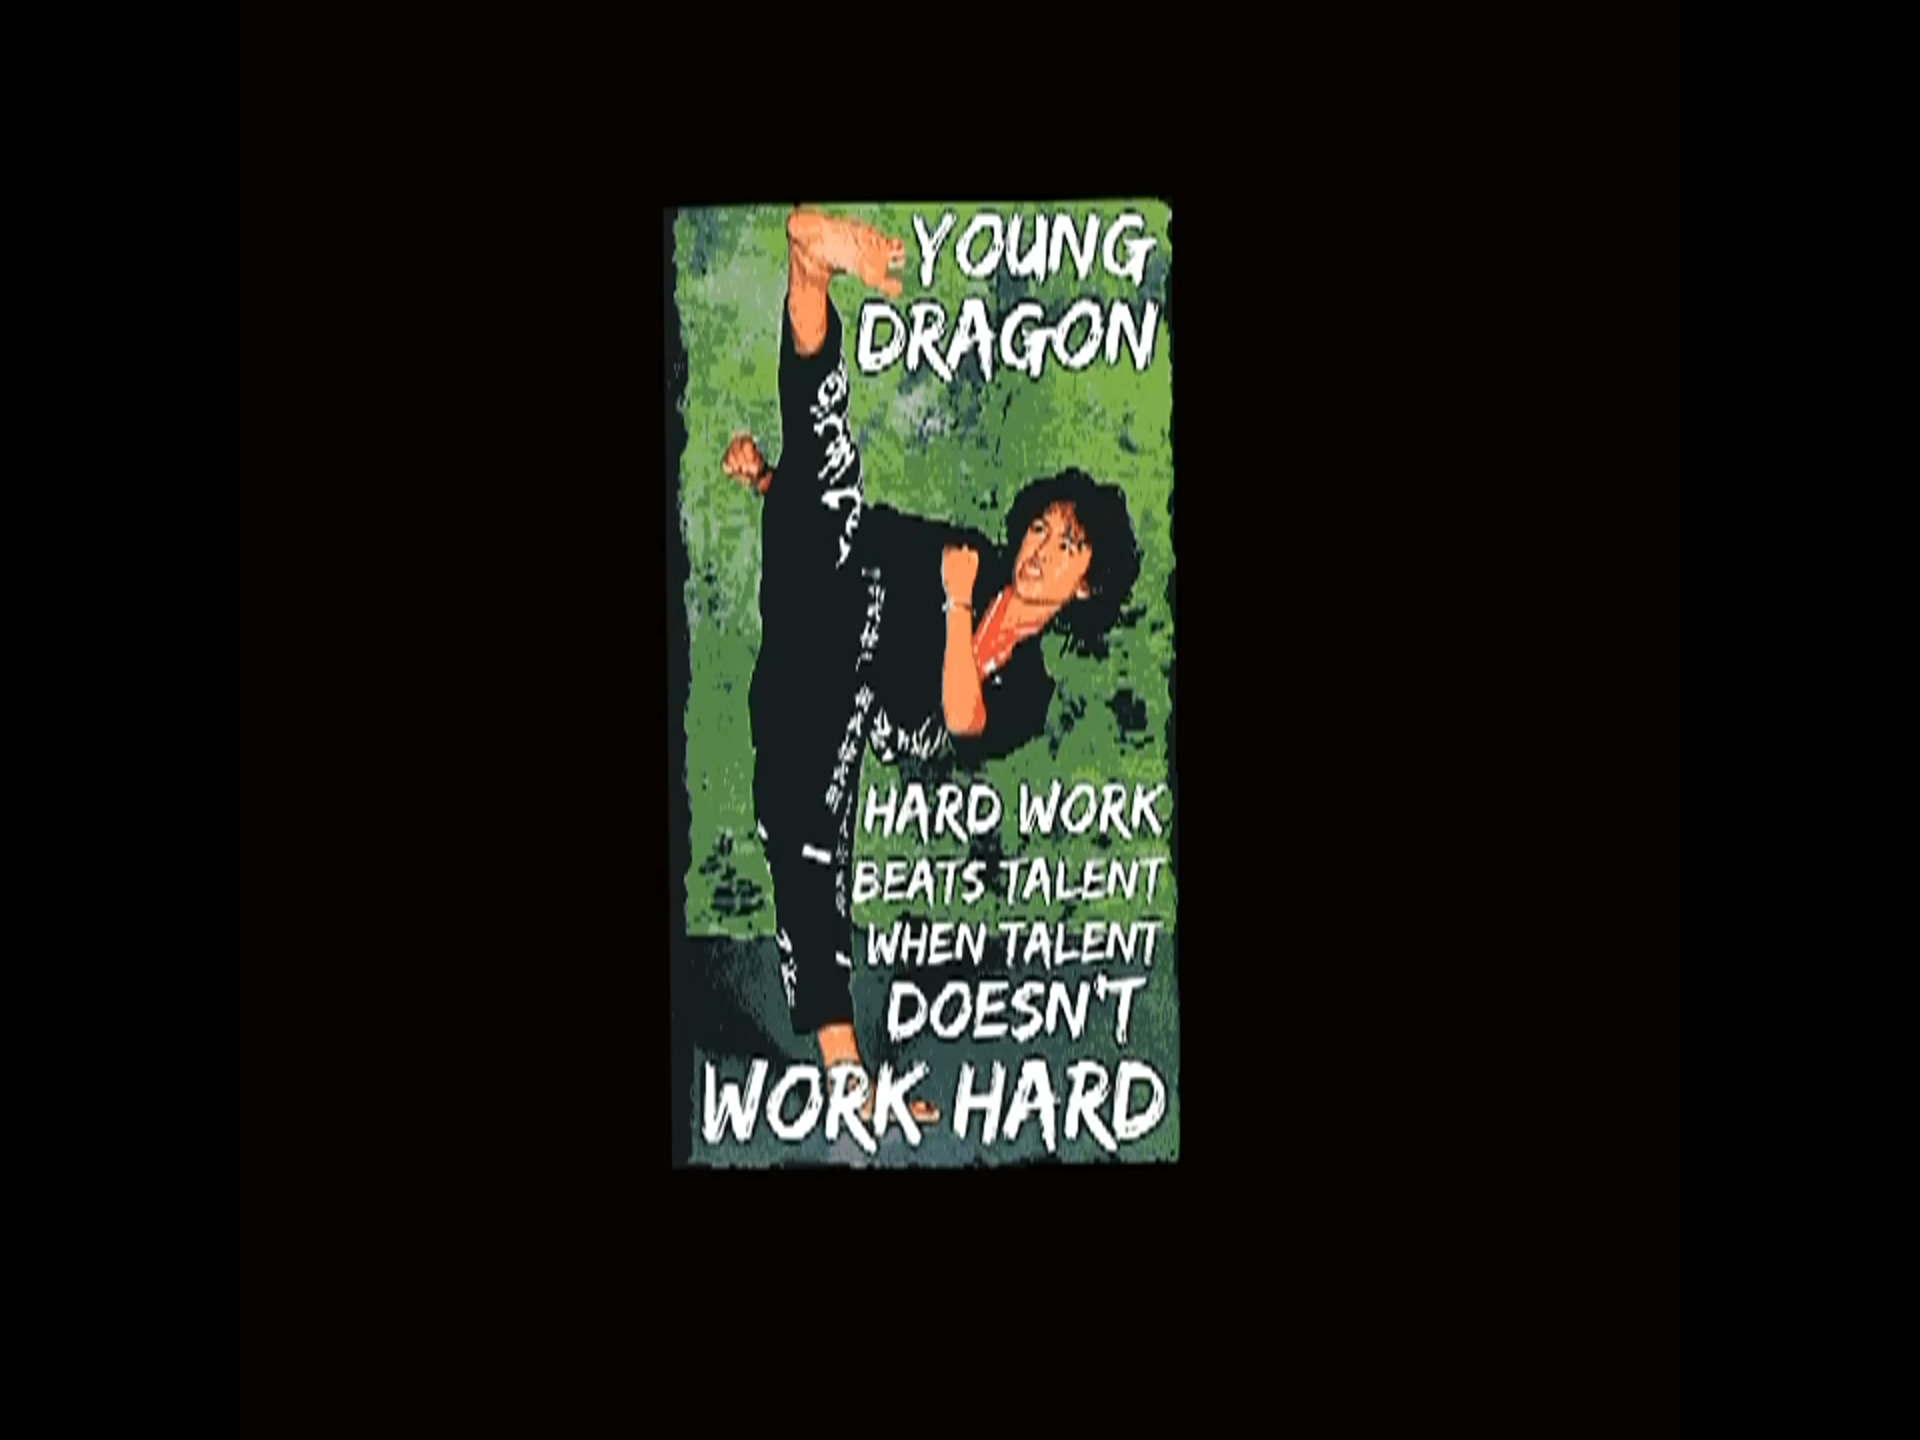 YOUNG
DRAGON
HARD WORK
BEATS TALENT
WHEN TALENT
DOESN'T
WORK HARD